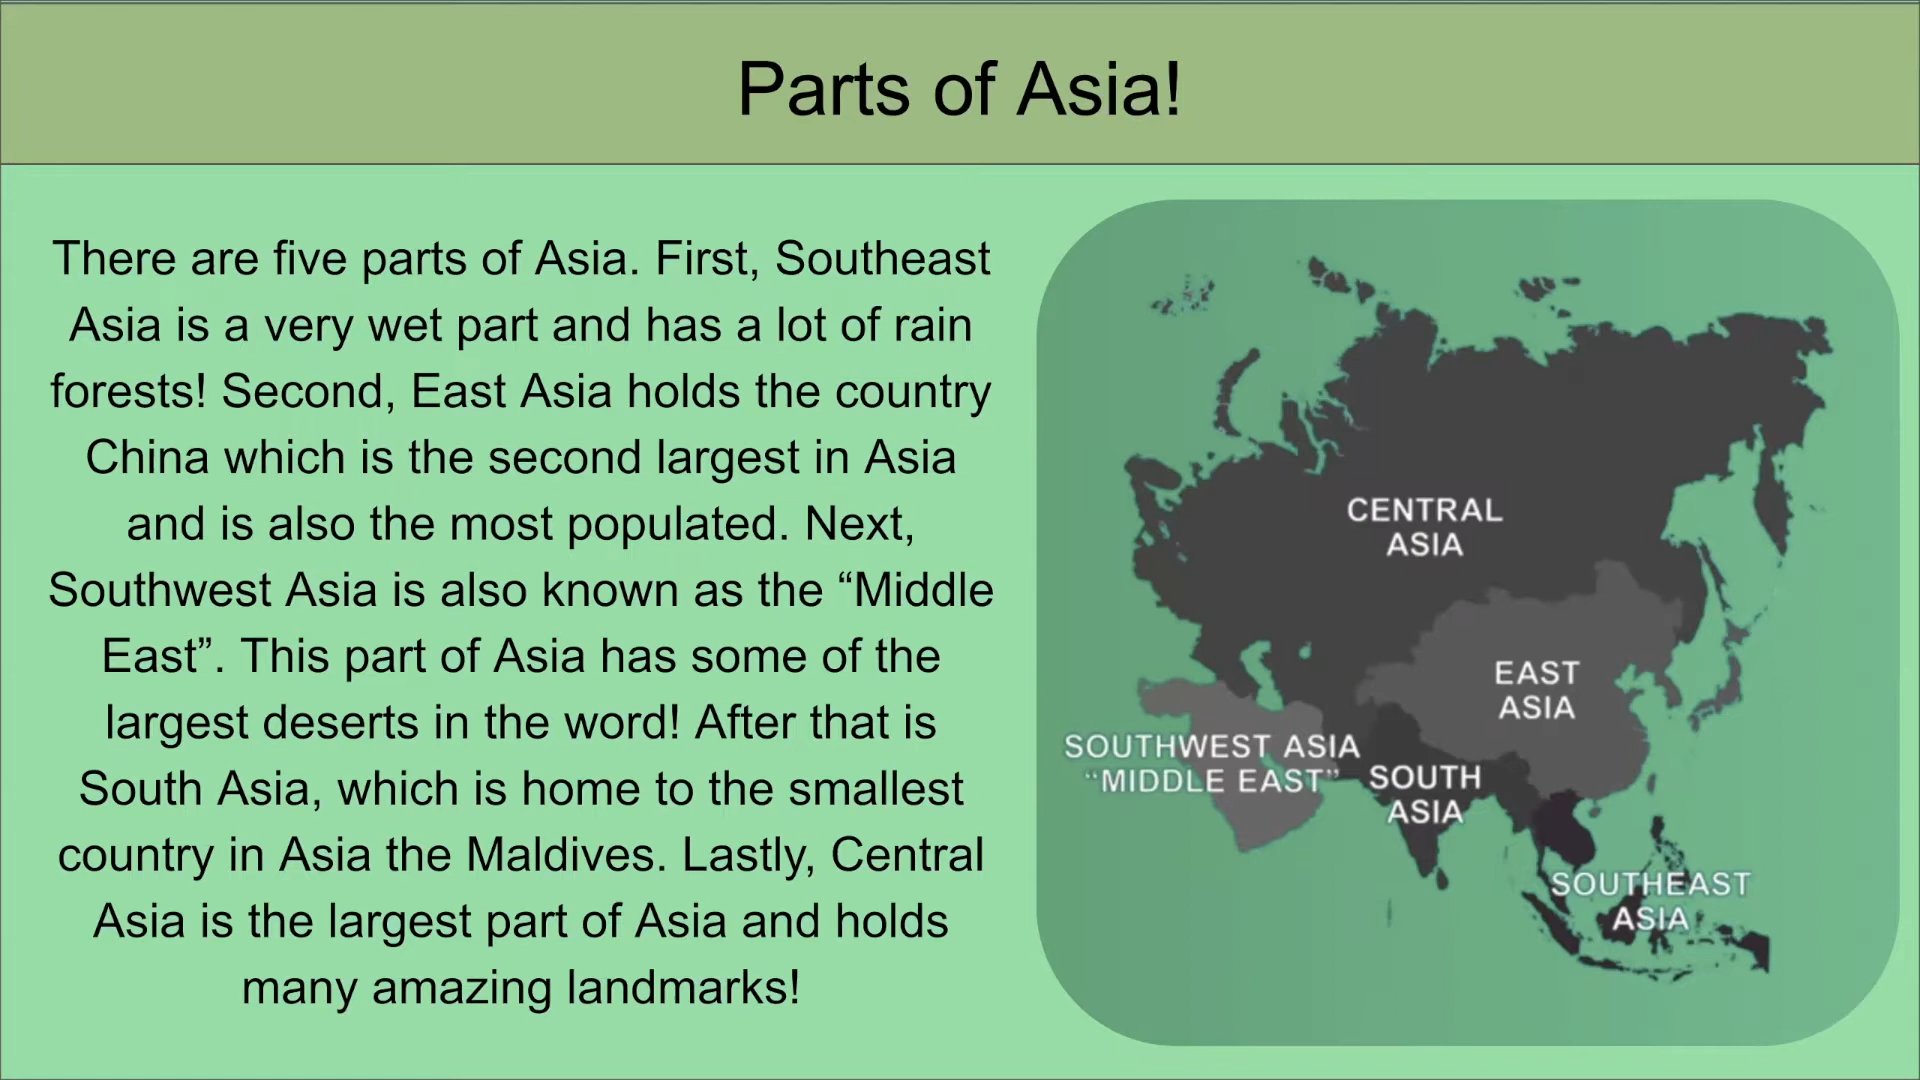 Parts of Asia!
There are five parts of Asia. First, Southeast
Asia is a very wet part and has a lot of rain
forests! Second, East Asia holds the country
China which is the second largest in Asia
and is also the most populated. Next,
Southwest Asia is also known as the “Middle
East”. This part of Asia has some of the
largest deserts in the word! After that is
South Asia, which is home to the smallest
country in Asia the Maldives. Lastly, Central
Asia is the largest part of Asia and holds
many amazing landmarks!
CENTRAL
ASIA
EAST
ASIA
SOUTHWEST ASIA
“MIDDLE EAST”
SOUTH
ASIA
SOUTHEAST
ASIA